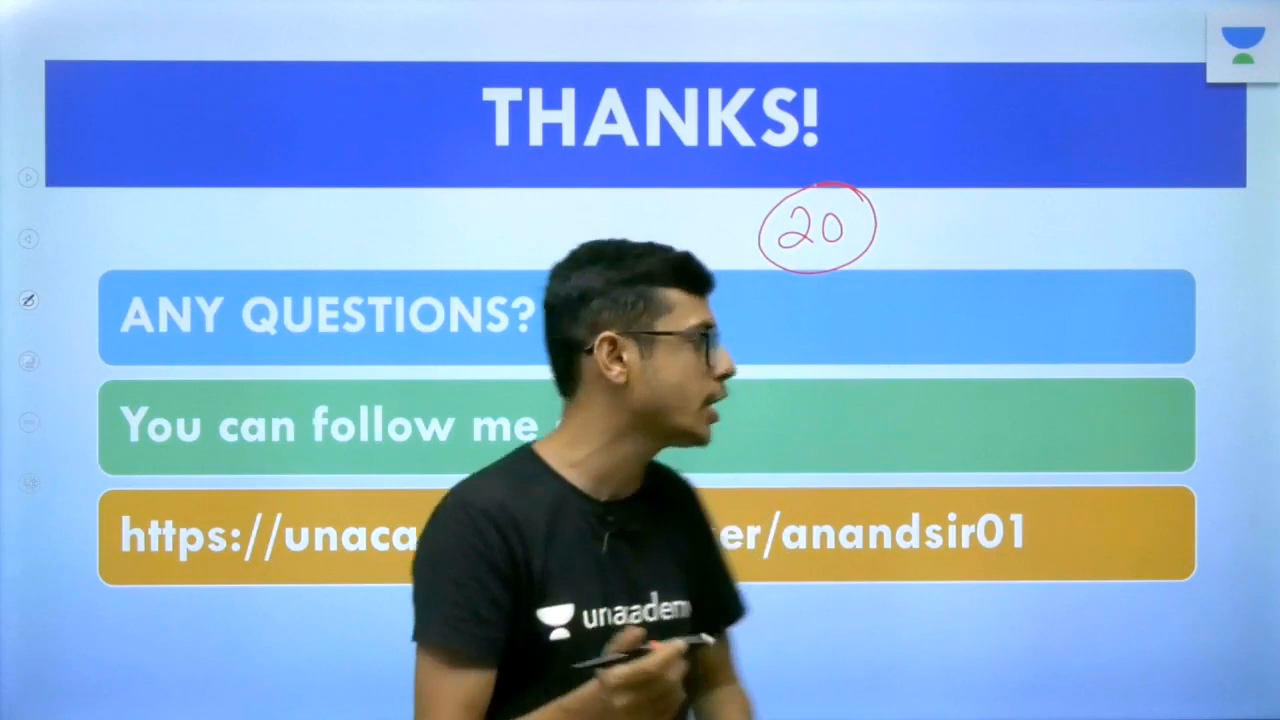 THANKS!
20
ANY QUESTIONS?
You can follow me
https://unaca er/anandsir01
unacadem